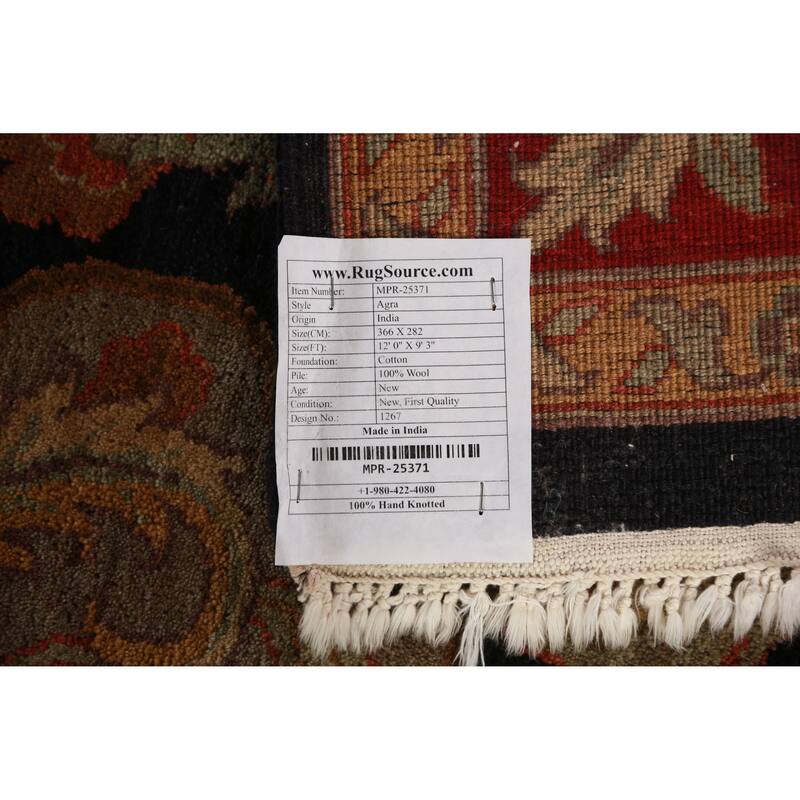 www.RugSource.com
Item Number: MPR-25371
Style Agra
Origin India
Size(CM): 366 X 282
Size(FT): 12' 0" X 9' 3"
Foundation: Cotton
Pile: 100% Wool
Age: New
Condition: New, First Quality
Design No.: 1267
Made in India
MPR-25371
+1-980-422-4080
100% Hand Knotted